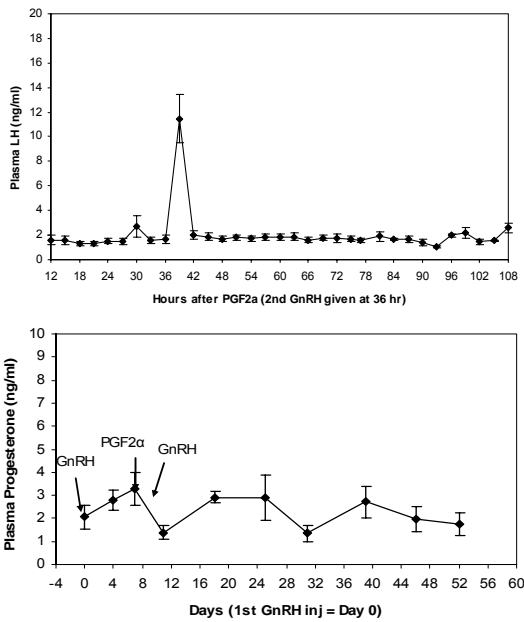 20
18
16
14
12
10
8
6
4
2
0
Plasma LH (ng/ml)
12 18 24 30 36 42 48 54 60 66 72 78 84 90 96 102 108
Hours after PGF2a (2nd GnRH given at 36 hr)
10
9
8
7
6
5
4
3
2
1
0
Plasma Progesterone (ng/ml)
PGF2α
GnRH
GnRH
-4 0 4 8 12 16 20 24 28 32 36 40 44 48 52 56 60
Days (1st GnRH inj = Day 0)